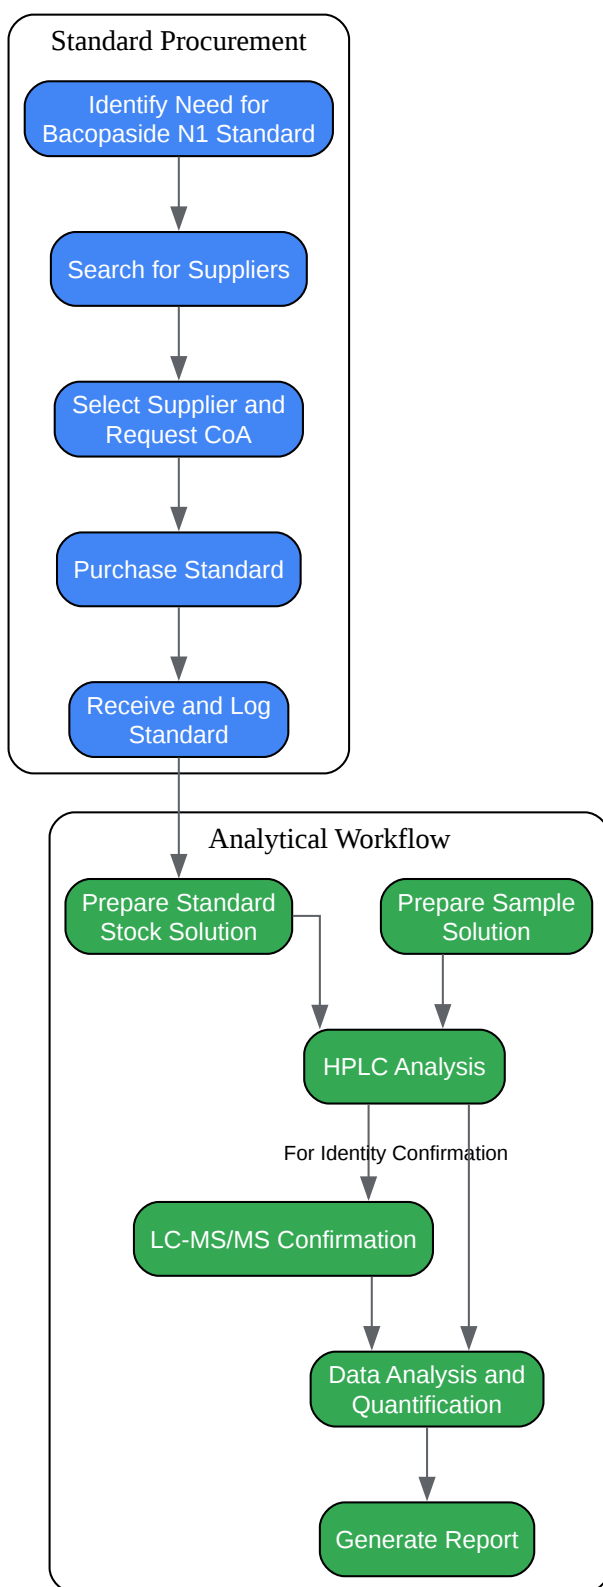 Standard Procurement
Identify Need for
Bacopaside N1 Standard
Search for Suppliers
Select Supplier and
Request CoA
Purchase Standard
Receive and Log
Standard
Analytical Workflow
Prepare Standard
Stock Solution
Prepare Sample
Solution
HPLC Analysis
For Identity Confirmation
LC-MS/MS Confirmation
Data Analysis and
Quantification
Generate Report